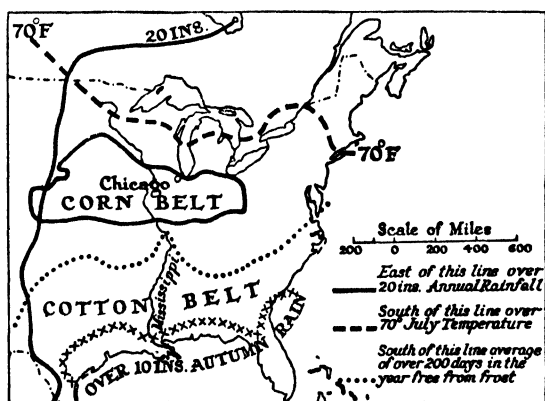 20 INS.
70°F
70°F
Chicago
CORN BELT
Mississippi
COTTON BELT
OVER 10 INS. AUTUMN RAIN
Scale of Miles
200 0 200 400 600
East of this line over
20 ins. Annual Rainfall
South of this line over
70° July Temperature
South of this line average
of over 200 days in the
year free from frost